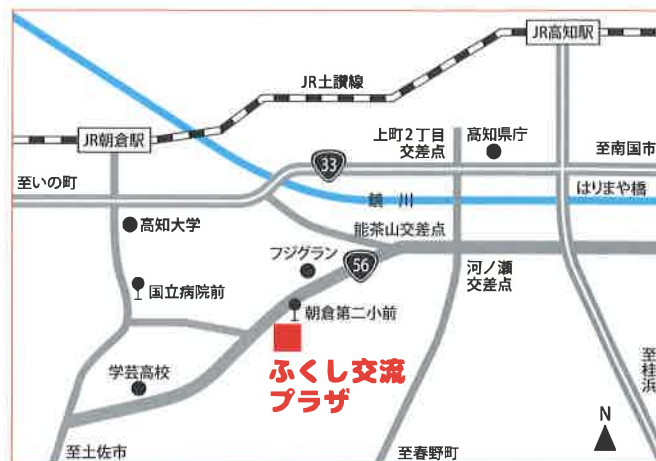 JR高知駅
JR土讃線
JR朝倉駅
上町2丁目
交差点
高知県庁
33
至南国市
至いの町
鏡 川
はりまや橋
高知大学
能茶山交差点
フジグラン
56
河ノ瀬
交差点
国立病院前
朝倉第二小前
ふくし交流
プラザ
学芸高校
至桂浜
N
至土佐市
至春野町